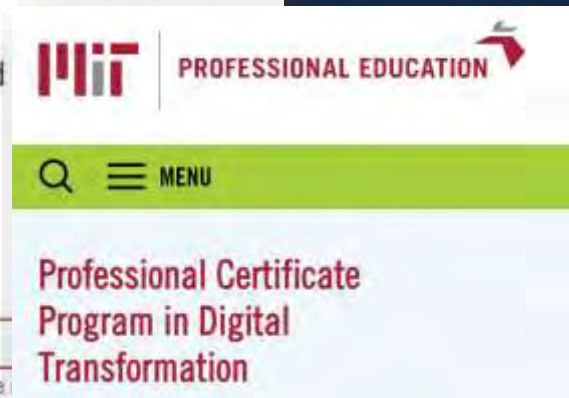 MIT
PROFESSIONAL EDUCATION
MENU
Professional Certificate
Program in Digital
Transformation